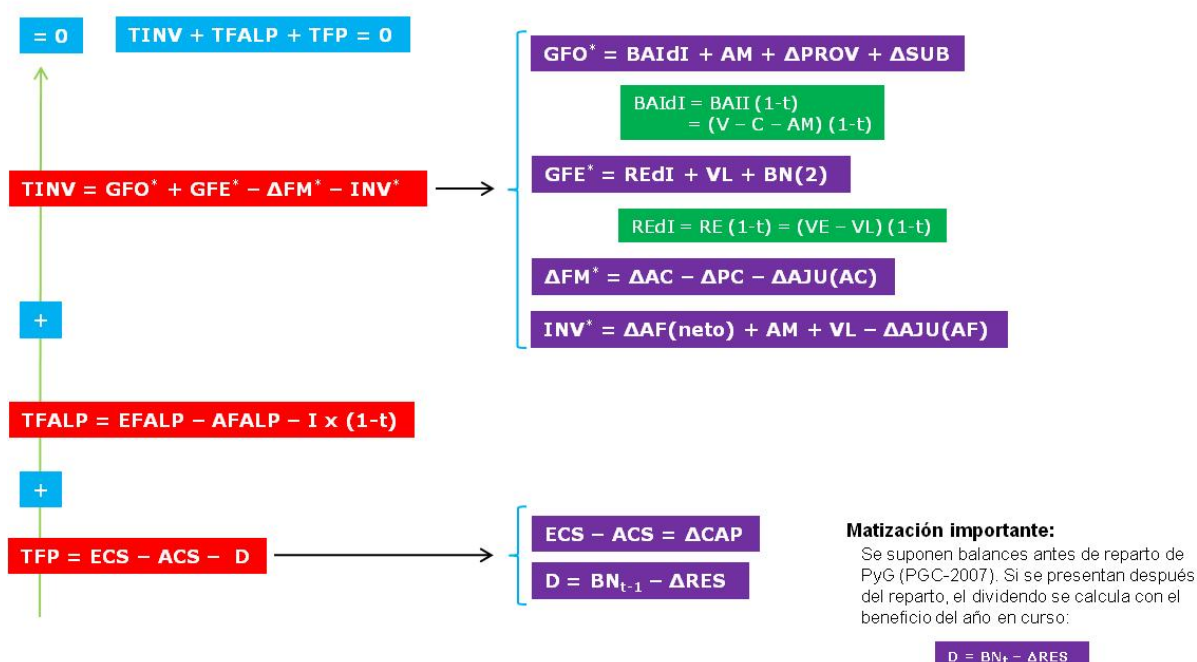 = 0
TINV + TFALP + TFP = 0
TINV = GFO* + GFE* – ΔFM* – INV*
GFO* = BAIdI + AM + ΔPROV + ΔSUB
BAIdI = BAII (1-t)
= (V – C – AM) (1-t)
GFE* = REdI + VL + BN(2)
REdI = RE (1-t) = (VE – VL) (1-t)
ΔFM* = ΔAC – ΔPC – ΔAJU(AC)
INV* = ΔAF(neto) + AM + VL – ΔAJU(AF)
+
TFALP = EFALP – AFALP – I x (1-t)
+
TFP = ECS – ACS – D
ECS – ACS = ΔCAP
D = BNt-1 – ΔRES
Matización importante:
Se suponen balances antes de reparto de
PyG (PGC-2007). Si se presentan después
del reparto, el dividendo se calcula con el
beneficio del año en curso:
D = BNt – ΔRES